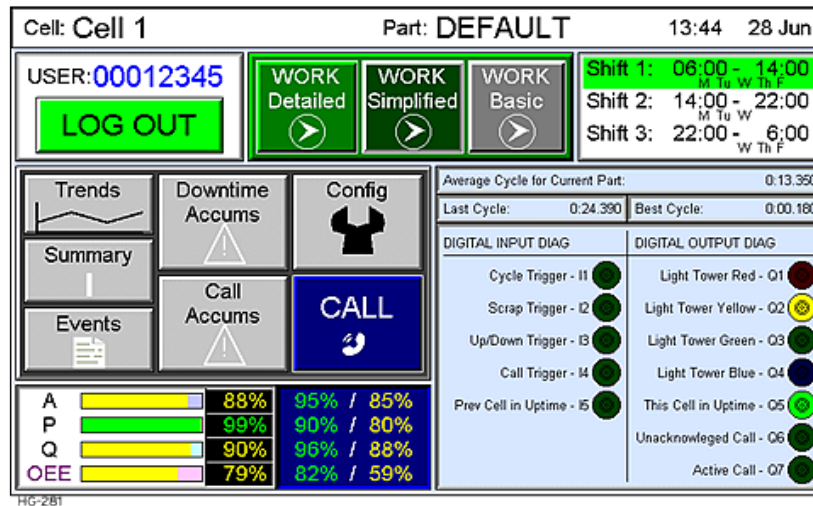 Cell: Cell 1 Part: DEFAULT 13:44 28 Jun
USER:00012345
LOG OUT
WORK Detailed
WORK Simplified
WORK Basic
Shift 1: 06:00 - 14:00
M Tu W Th F
Shift 2: 14:00 - 22:00
M Tu W
Shift 3: 22:00 - 6:00
W Th F
Trends
Downtime Accums
Config
Summary
Call Accums
CALL
Events
Average Cycle for Current Part: 0:13.350
Last Cycle: 0:24.390 Best Cycle: 0:00.180
DIGITAL INPUT DIAG
Cycle Trigger - I1
Scrap Trigger - I2
Up/Down Trigger - I3
Call Trigger - I4
Prev Cell in Uptime - I5
DIGITAL OUTPUT DIAG
Light Tower Red - Q1
Light Tower Yellow - Q2
Light Tower Green - Q3
Light Tower Blue - Q4
This Cell in Uptime - Q5
Unacknowleged Call - Q6
Active Call - Q7
A 88% 95% / 85%
P 99% 90% / 80%
Q 90% 96% / 88%
OEE 79% 82% / 59%
HG-281